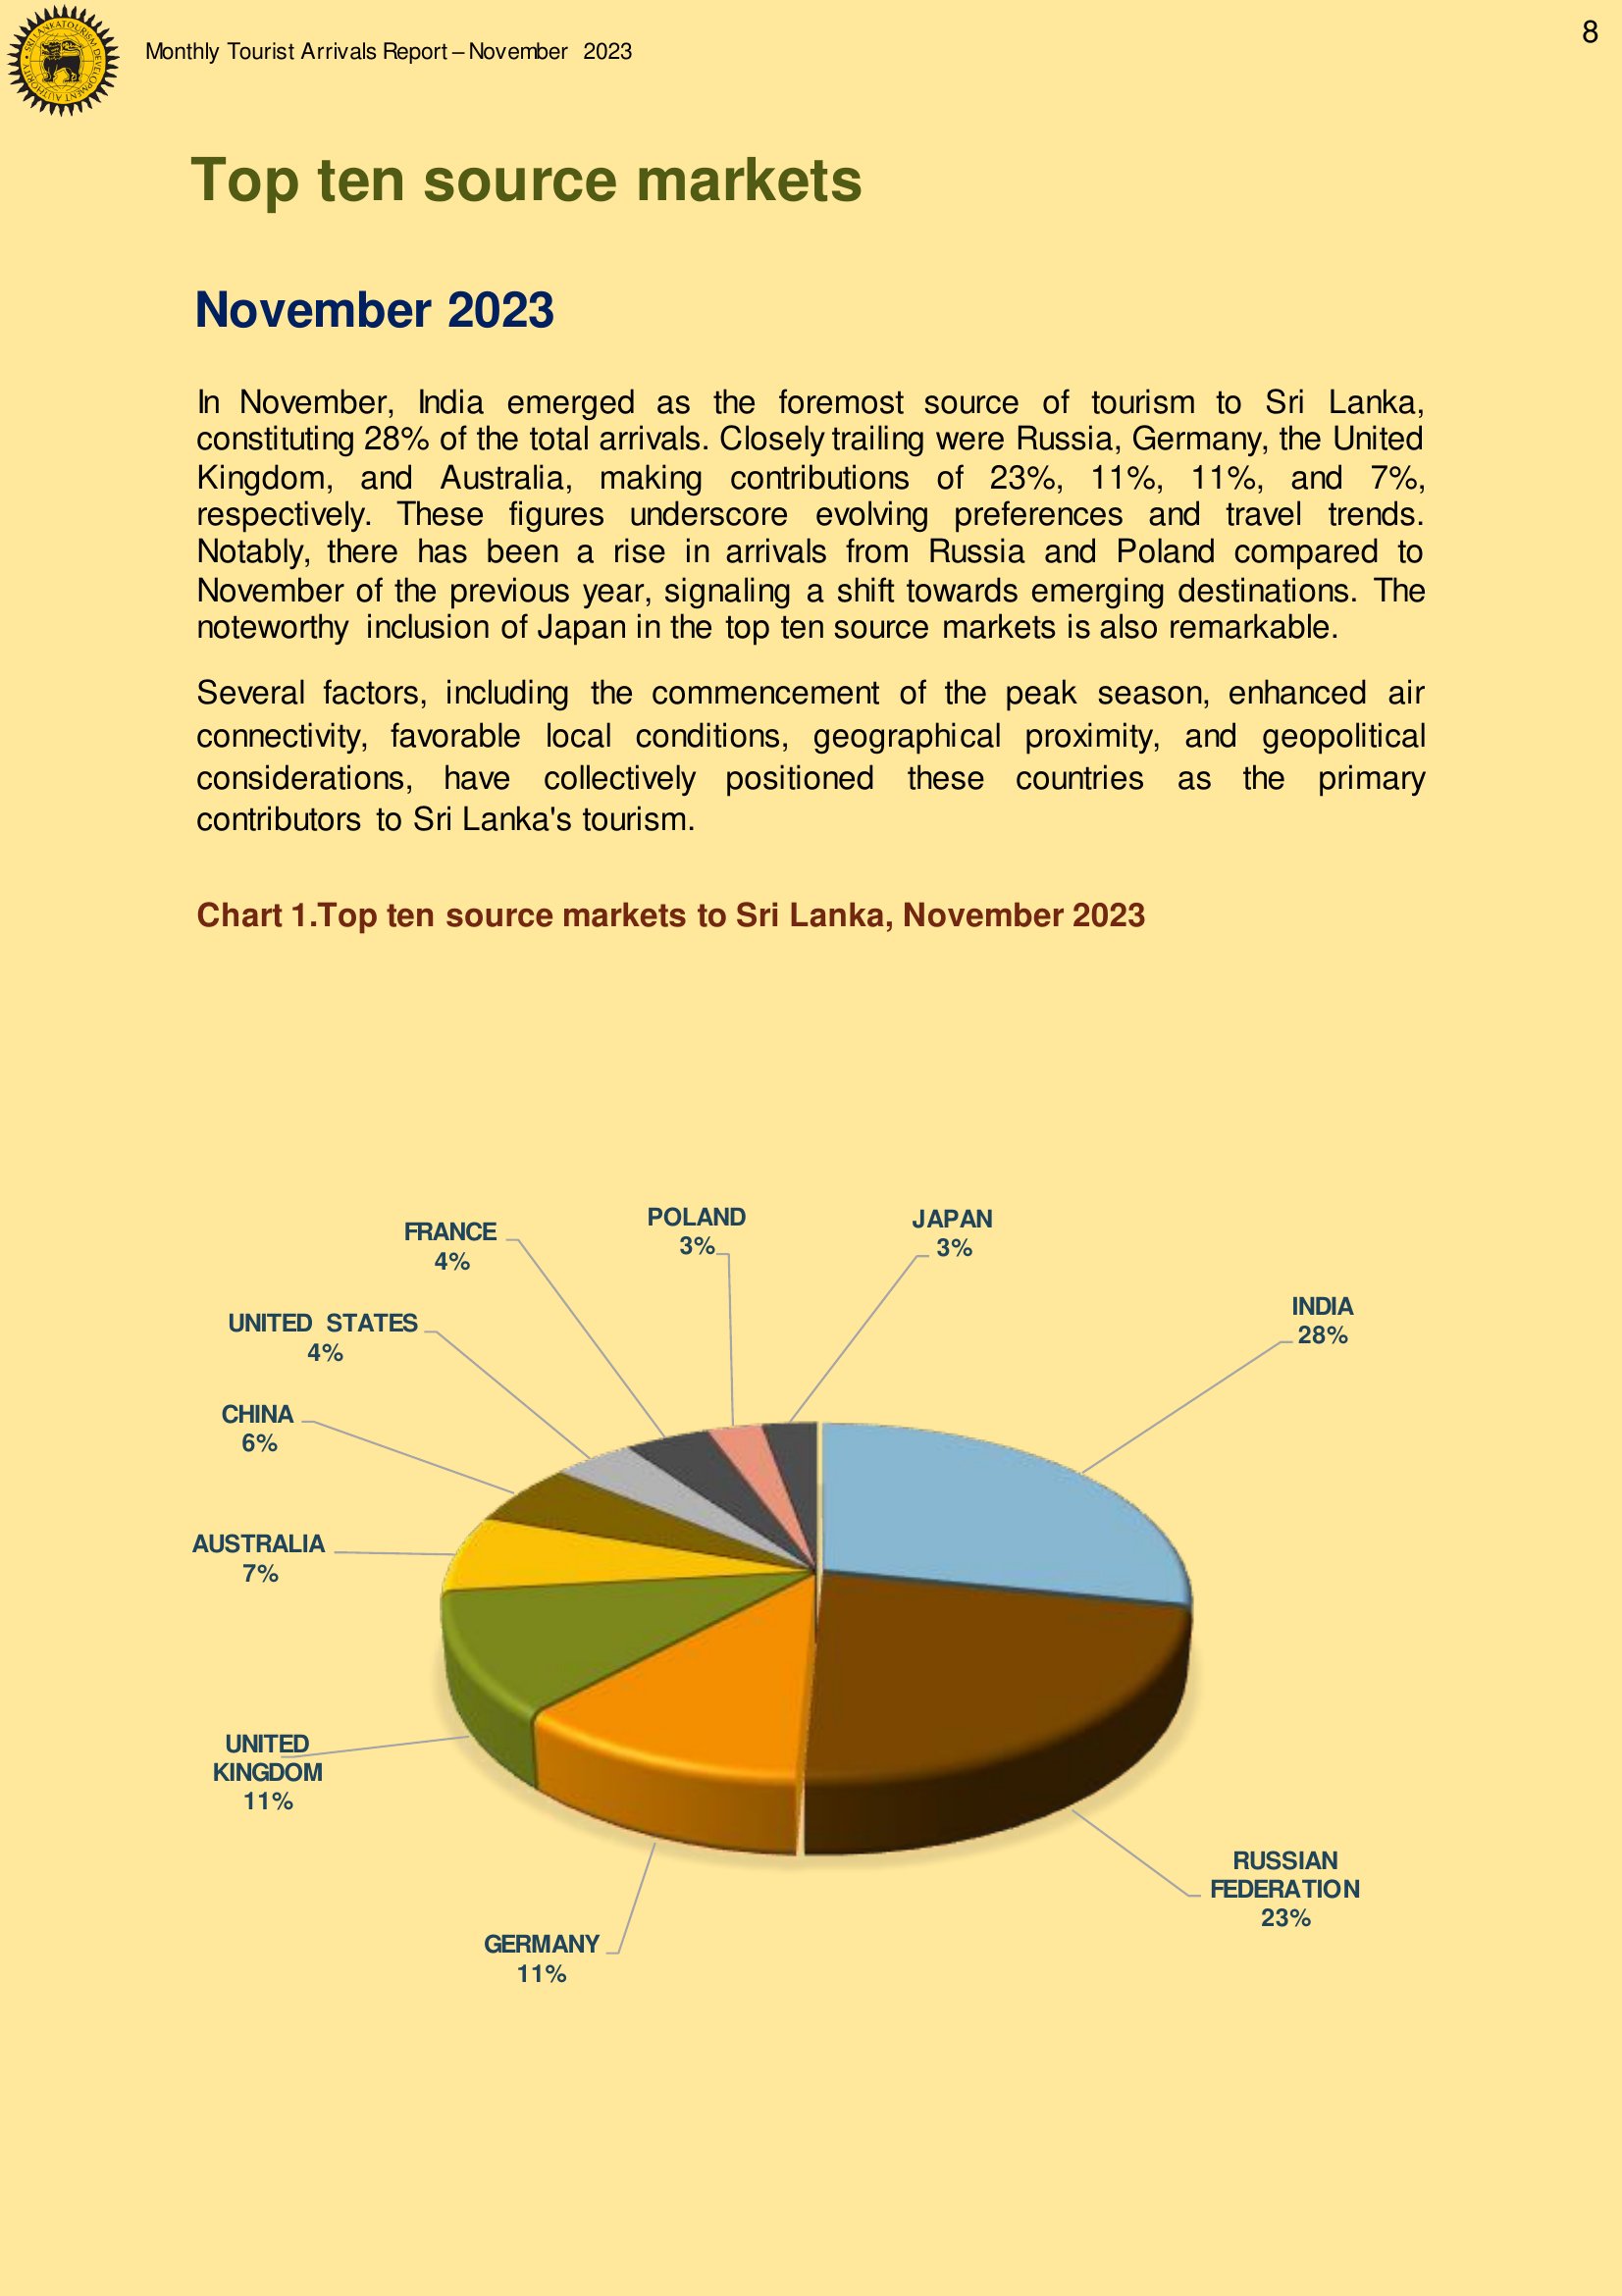 SRI LANKA TOURISM DEVELOPMENT AUTHORITY
Monthly Tourist Arrivals Report – November 2023
8
Top ten source markets
November 2023
In November, India emerged as the foremost source of tourism to Sri Lanka,
constituting 28% of the total arrivals. Closely trailing were Russia, Germany, the United
Kingdom, and Australia, making contributions of 23%, 11%, 11%, and 7%,
respectively. These figures underscore evolving preferences and travel trends.
Notably, there has been a rise in arrivals from Russia and Poland compared to
November of the previous year, signaling a shift towards emerging destinations. The
noteworthy inclusion of Japan in the top ten source markets is also remarkable.
Several factors, including the commencement of the peak season, enhanced air
connectivity, favorable local conditions, geographical proximity, and geopolitical
considerations, have collectively positioned these countries as the primary
contributors to Sri Lanka's tourism.
Chart 1.Top ten source markets to Sri Lanka, November 2023
POLAND
3%
JAPAN
3%
FRANCE
4%
INDIA
28%
UNITED STATES
4%
CHINA
6%
AUSTRALIA
7%
UNITED
KINGDOM
11%
RUSSIAN
FEDERATION
23%
GERMANY
11%